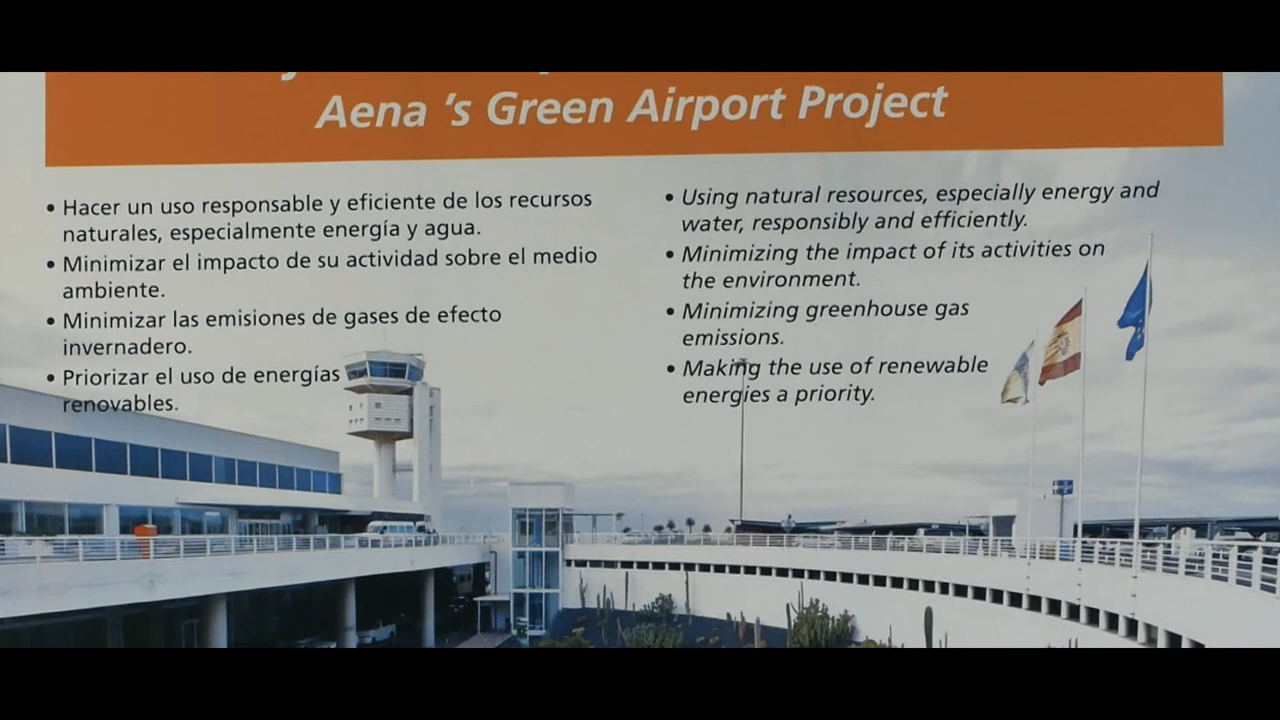 Aena 's Green Airport Project
• Hacer un uso responsable y eficiente de los recursos
naturales, especialmente energía y agua.
• Minimizar el impacto de su actividad sobre el medio
ambiente.
• Minimizar las emisiones de gases de efecto
invernadero.
• Priorizar el uso de energías
renovables.
• Using natural resources, especially energy and
water, responsibly and efficiently.
• Minimizing the impact of its activities on
the environment.
• Minimizing greenhouse gas
emissions.
• Making the use of renewable
energies a priority.